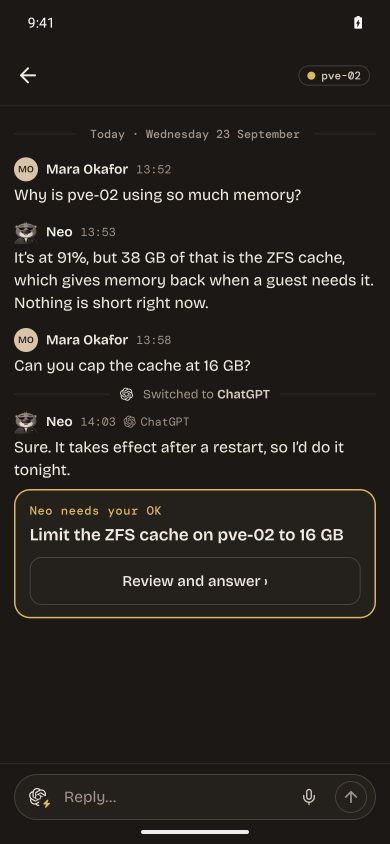 9:41
pve-02
Today · Wednesday 23 September
MO Mara Okafor 13:52
Why is pve-02 using so much memory?
Neo 13:53
It's at 91%, but 38 GB of that is the ZFS cache,
which gives memory back when a guest needs it.
Nothing is short right now.
MO Mara Okafor 13:58
Can you cap the cache at 16 GB?
Switched to ChatGPT
Neo 14:03 ChatGPT
Sure. It takes effect after a restart, so I'd do it
tonight.
Neo needs your OK
Limit the ZFS cache on pve-02 to 16 GB
Review and answer ›
Reply...